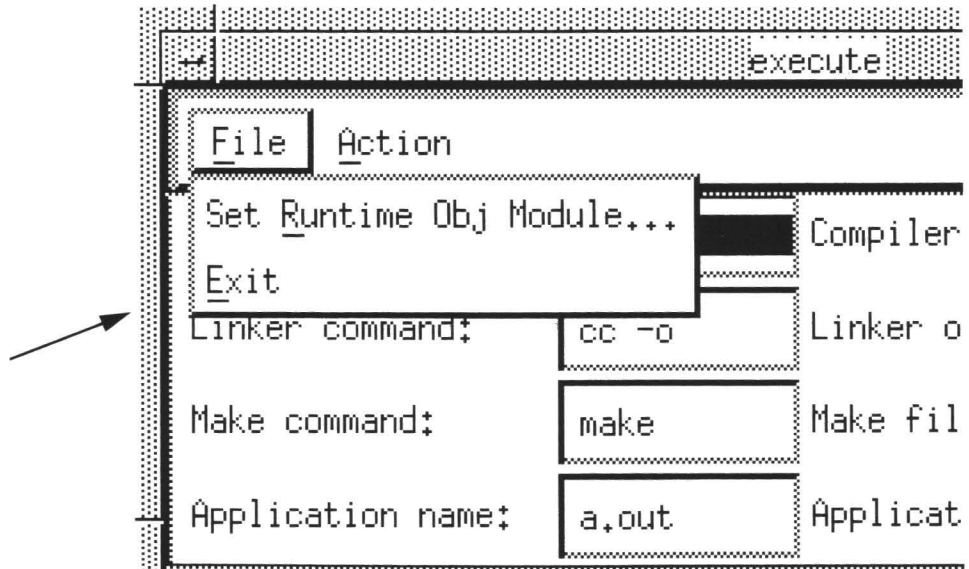 execute
File Action
Set Runtime Obj Module...
Compiler
Exit
Linker command: cc -o Linker o
Make command: make Make fil
Application name: a.out Applicat